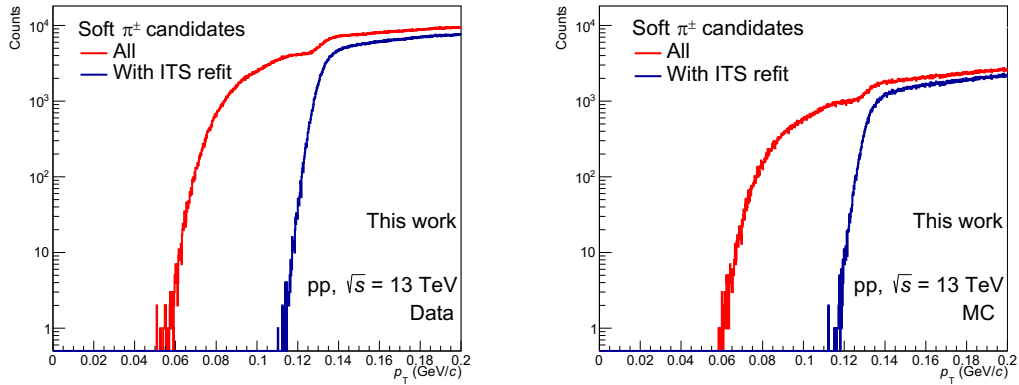 Counts
10⁴
10³
10²
10
1
Soft π± candidates
All
With ITS refit
This work
pp, √s = 13 TeV
Data
0 0.02 0.04 0.06 0.08 0.1 0.12 0.14 0.16 0.18 0.2
p_T (GeV/c)
Counts
10⁴
10³
10²
10
1
Soft π± candidates
All
With ITS refit
This work
pp, √s = 13 TeV
MC
0 0.02 0.04 0.06 0.08 0.1 0.12 0.14 0.16 0.18 0.2
p_T (GeV/c)